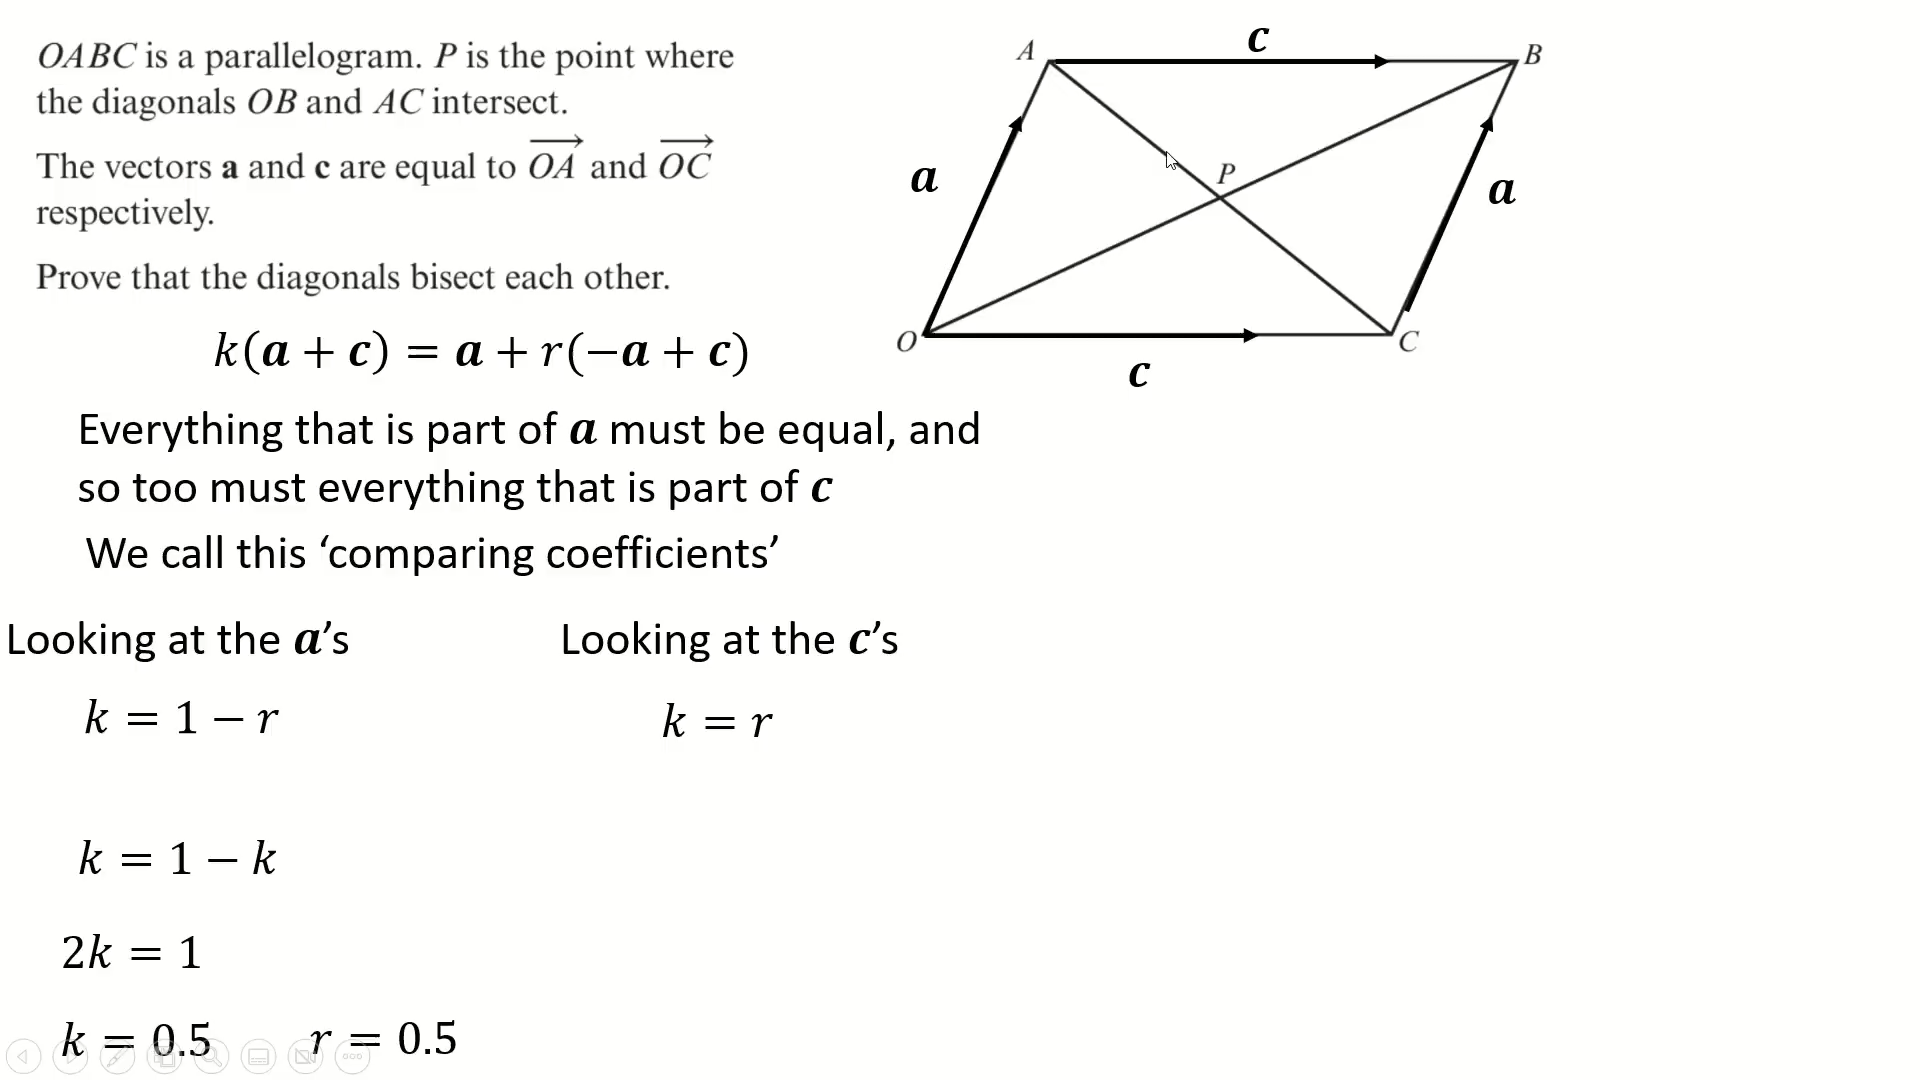 OABC is a parallelogram. P is the point where
the diagonals OB and AC intersect.
The vectors a and c are equal to \overrightarrow{OA} and \overrightarrow{OC}
respectively.
Prove that the diagonals bisect each other.
A
c
B
a
P
a
O
c
C
k(a + c) = a + r(−a + c)
Everything that is part of a must be equal, and
so too must everything that is part of c
We call this ‘comparing coefficients’
Looking at the a’s
Looking at the c’s
k = 1 − r
k = r
k = 1 − k
2k = 1
k = 0.5
r = 0.5